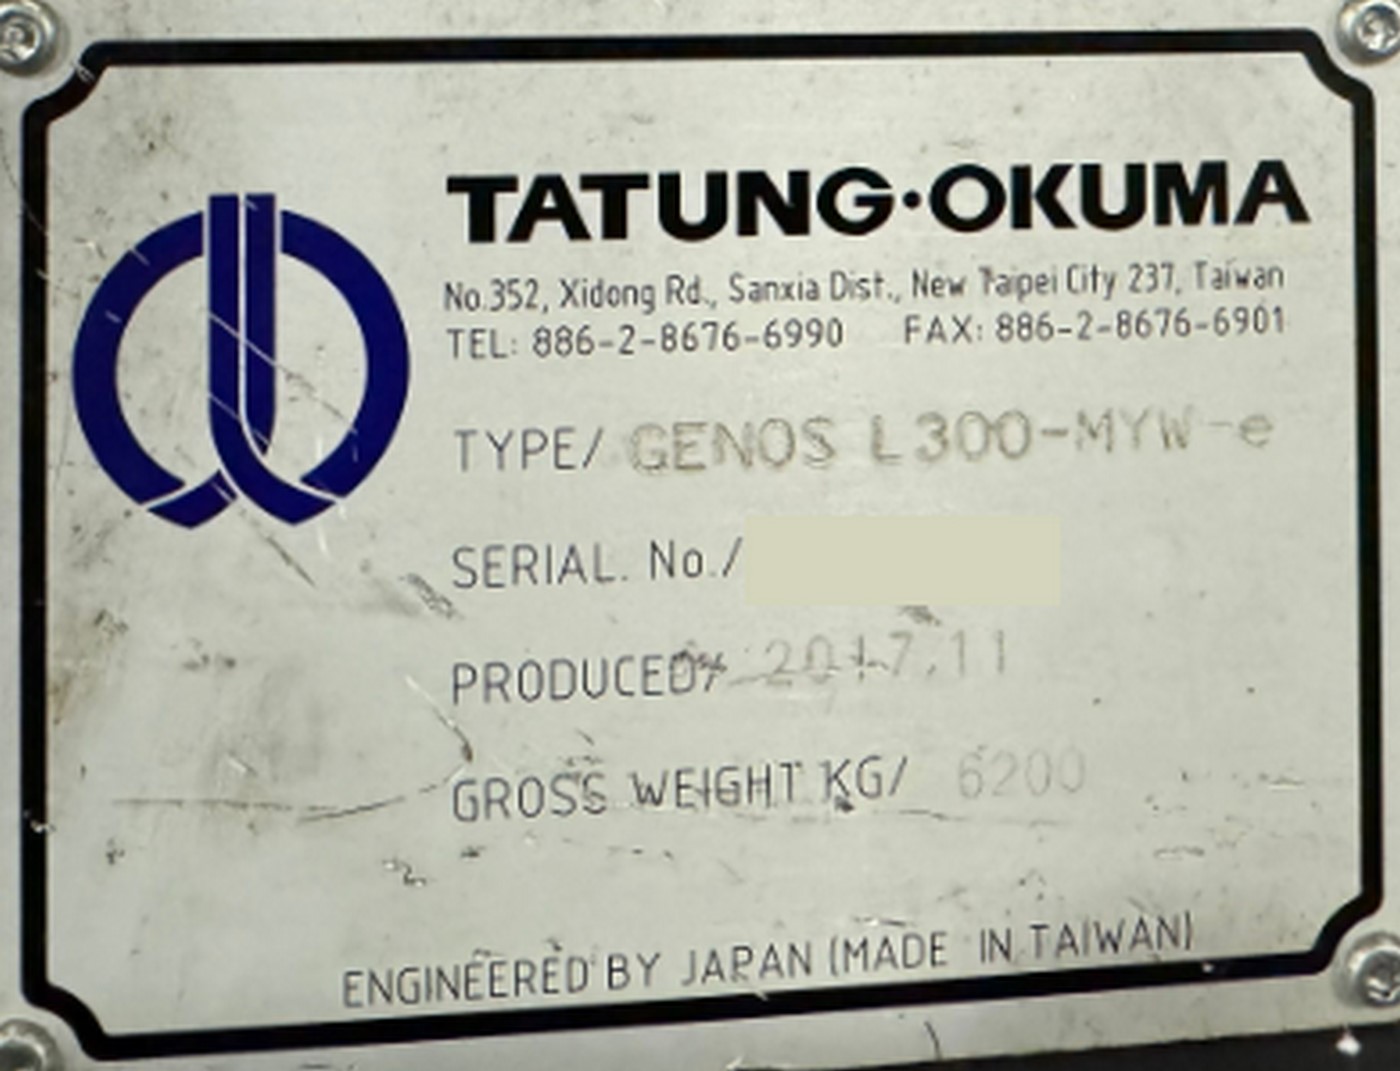 TATUNG·OKUMA
No.352, Xidong Rd., Sanxia Dist., New Taipei City 237, Taiwan
TEL: 886-2-8676-6990 FAX: 886-2-8676-6901
TYPE/ GENOS L300-MYW-e
SERIAL. No./
PRODUCED/ 2017.11
GROSS WEIGHT KG/ 6200
ENGINEERED BY JAPAN (MADE IN TAIWAN)